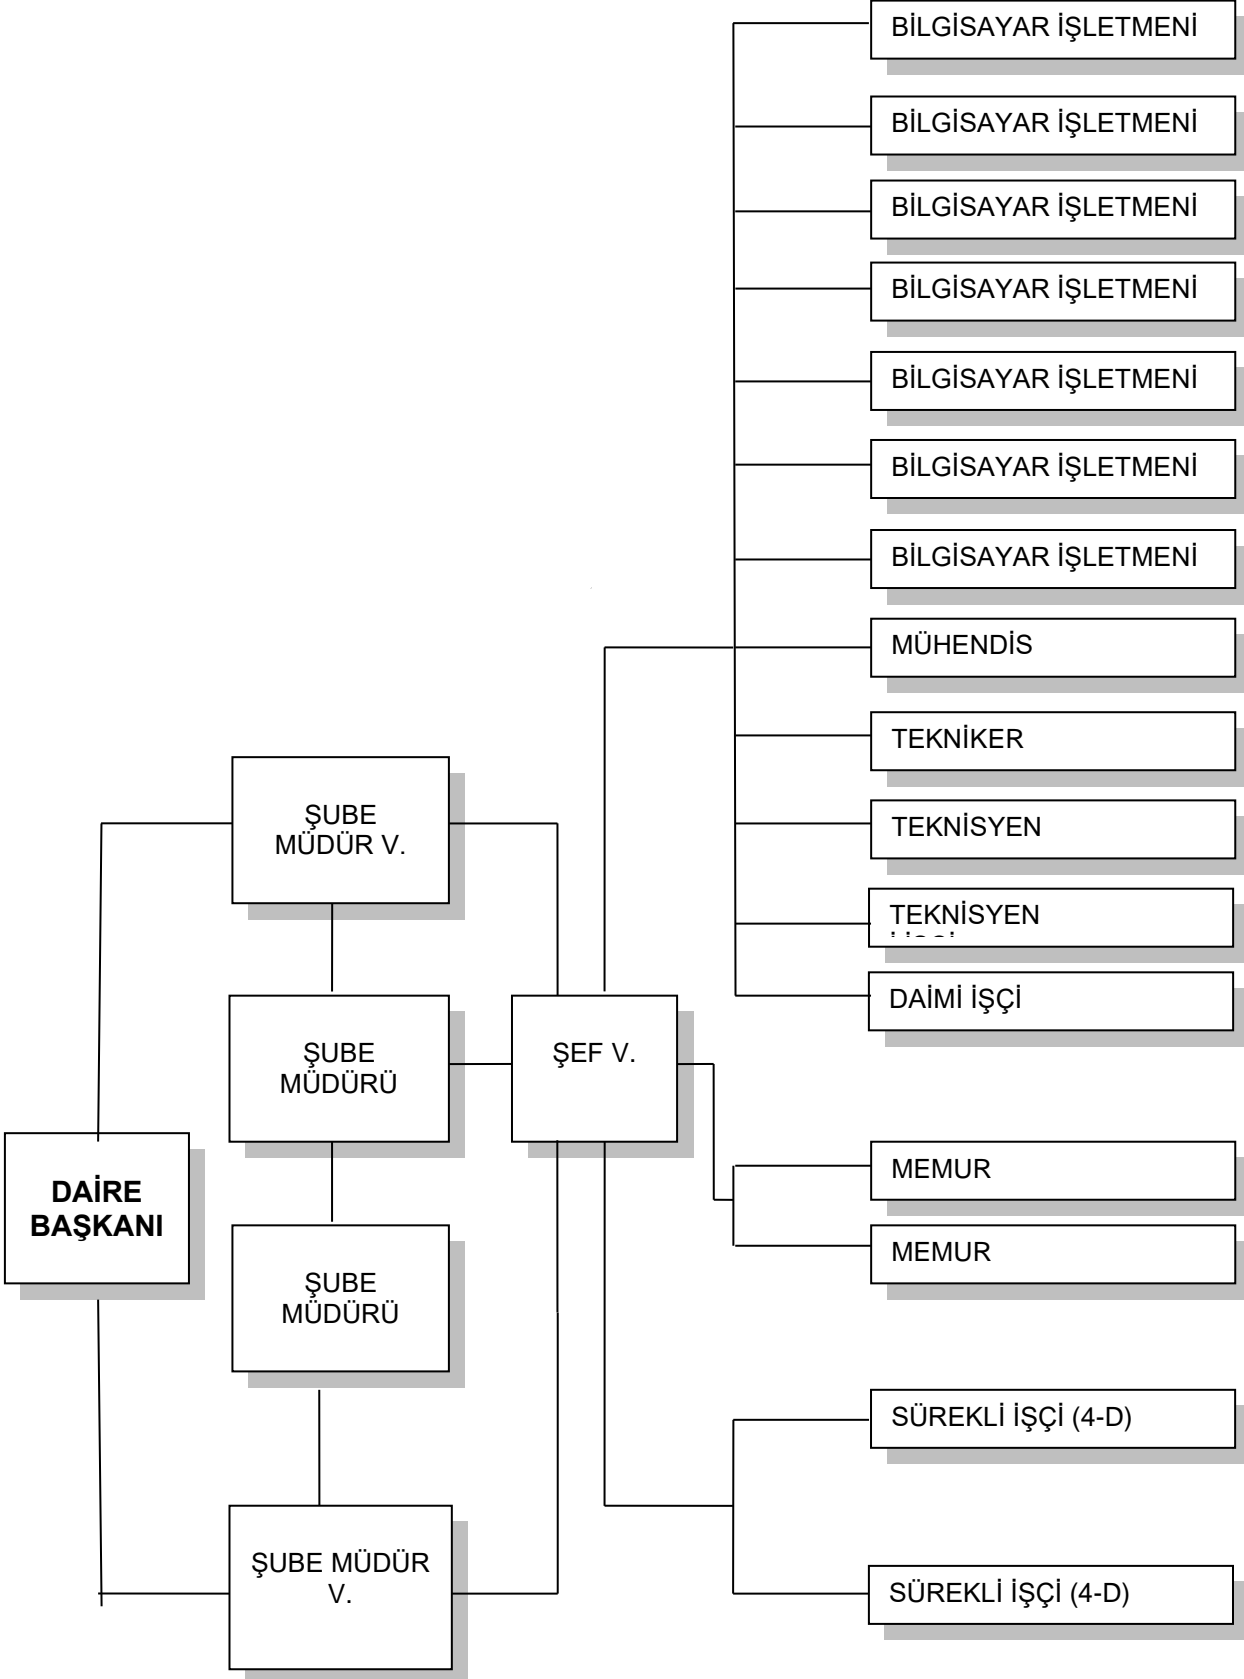 BİLGİSAYAR İŞLETMENİ
BİLGİSAYAR İŞLETMENİ
BİLGİSAYAR İŞLETMENİ
BİLGİSAYAR İŞLETMENİ
BİLGİSAYAR İŞLETMENİ
BİLGİSAYAR İŞLETMENİ
BİLGİSAYAR İŞLETMENİ
MÜHENDİS
TEKNİKER
TEKNİSYEN
TEKNİSYEN
DAİMİ İŞÇİ
ŞUBE
MÜDÜR V.
ŞUBE
MÜDÜRÜ
ŞEF V.
DAİRE
BAŞKANI
MEMUR
MEMUR
ŞUBE
MÜDÜRÜ
SÜREKLİ İŞÇİ (4-D)
ŞUBE MÜDÜR
V.
SÜREKLİ İŞÇİ (4-D)